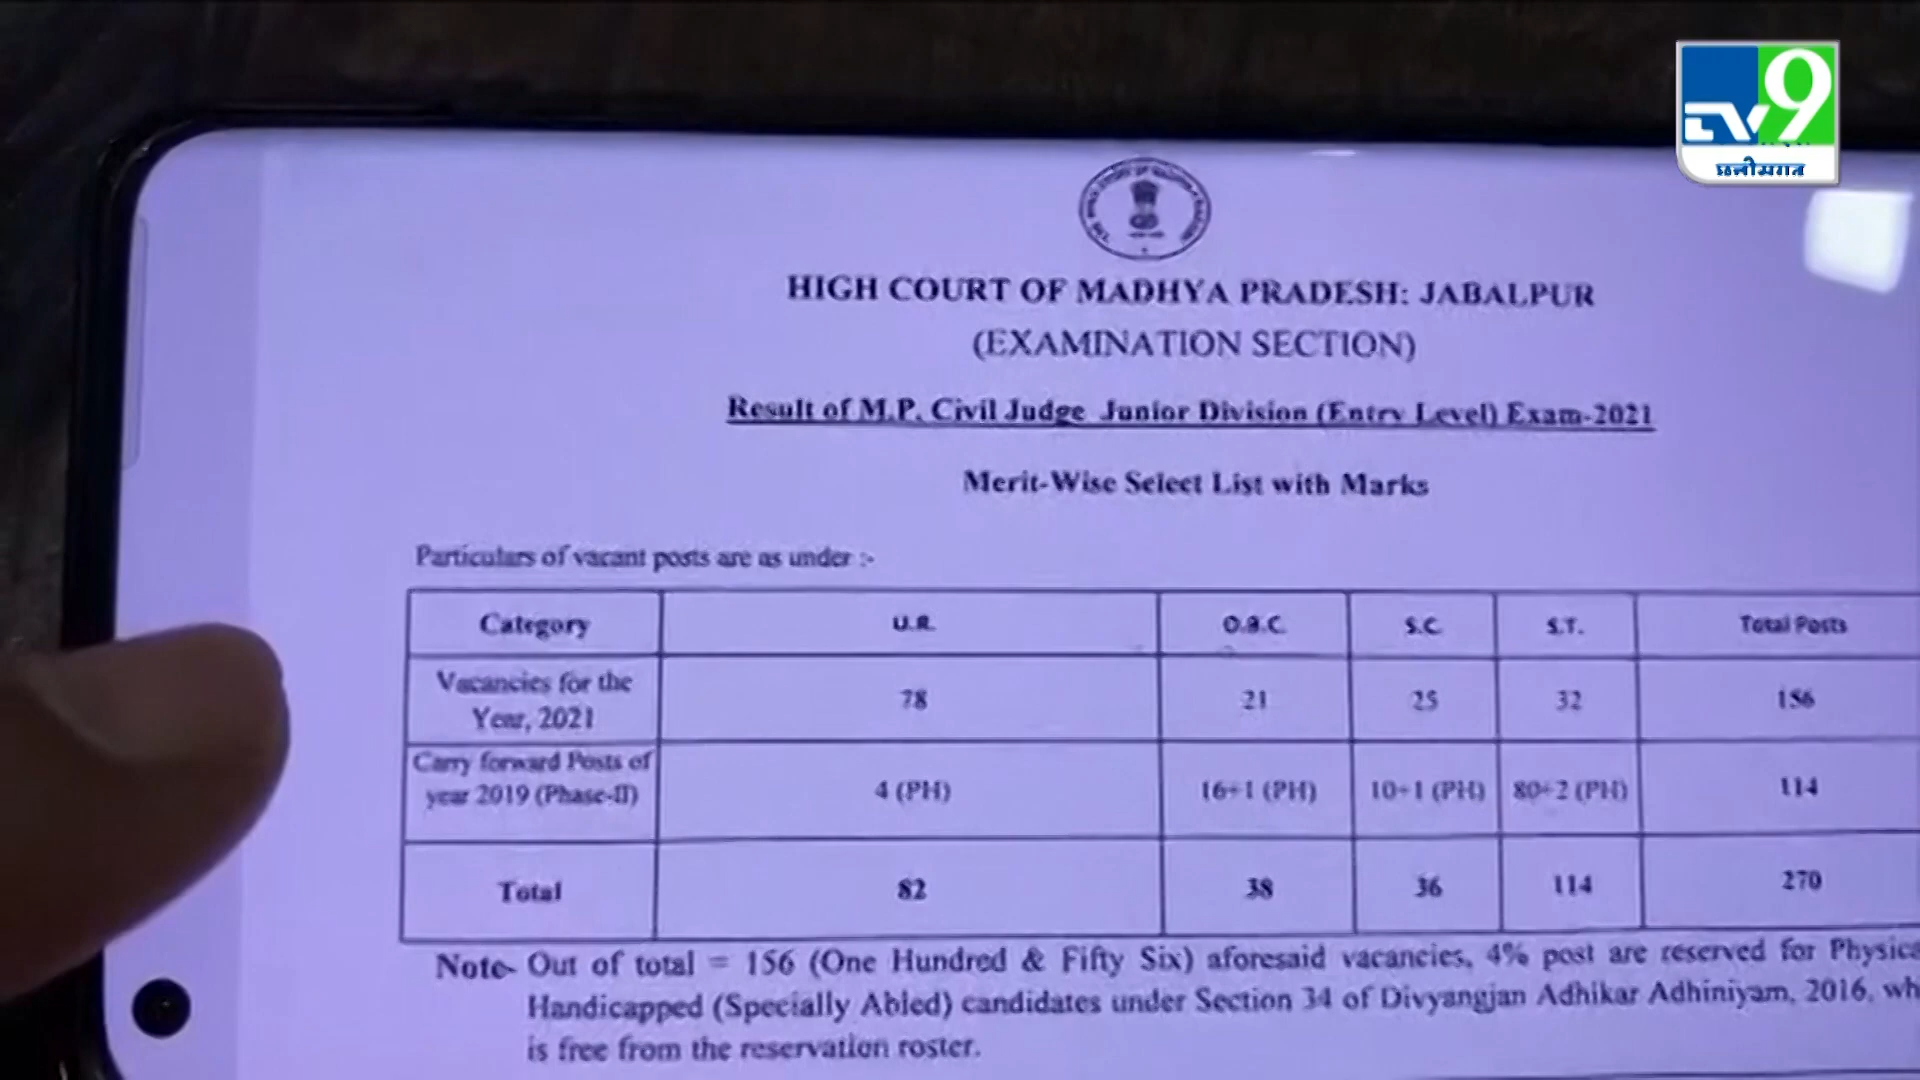 TV9
छत्तीसगढ़
HIGH COURT OF MADHYA PRADESH: JABALPUR
(EXAMINATION SECTION)
Result of M.P. Civil Judge Junior Division (Entry Level) Exam-2021
Merit-Wise Select List with Marks
Particulars of vacant posts are as under :-
Category U.R. O.B.C. S.C. S.T. Total Posts
Vacancies for the Year, 2021 78 21 25 32 156
Carry forward Posts of year 2019 (Phase-II) 4 (PH) 16+1 (PH) 10+1 (PH) 80+2 (PH) 114
Total 82 38 36 114 270
Note- Out of total = 156 (One Hundred & Fifty Six) aforesaid vacancies, 4% post are reserved for Physica
Handicapped (Specially Abled) candidates under Section 34 of Divyangjan Adhikar Adhiniyam, 2016, wh
is free from the reservation roster.